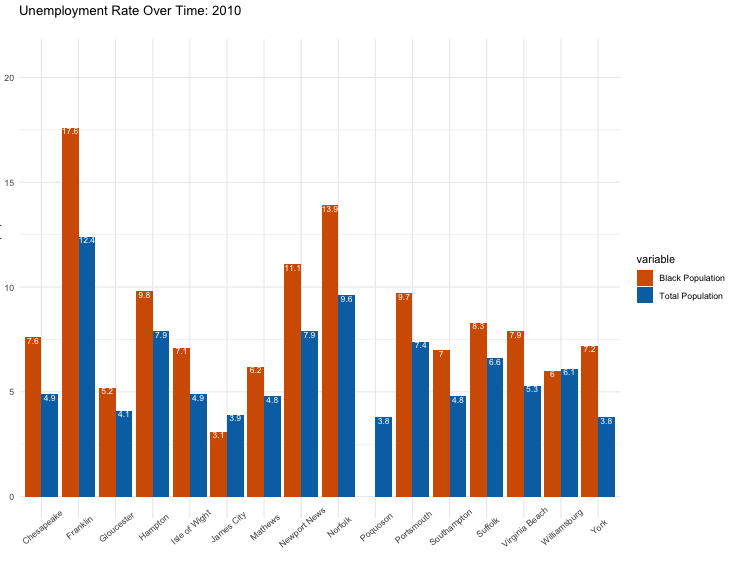 Unemployment Rate Over Time: 2010
20
15
10
5
0
7.6
4.9
17.6
12.4
5.2
4.1
9.8
7.9
7.1
4.9
3.1
3.9
6.2
4.8
11.1
7.9
13.9
9.6
3.8
9.7
7.4
7
4.8
8.3
6.6
7.9
5.3
6
6.1
7.2
3.8
Chesapeake
Franklin
Gloucester
Hampton
Isle of Wight
James City
Mathews
Newport News
Norfolk
Poquoson
Portsmouth
Southampton
Suffolk
Virginia Beach
Williamsburg
York
variable
Black Population
Total Population